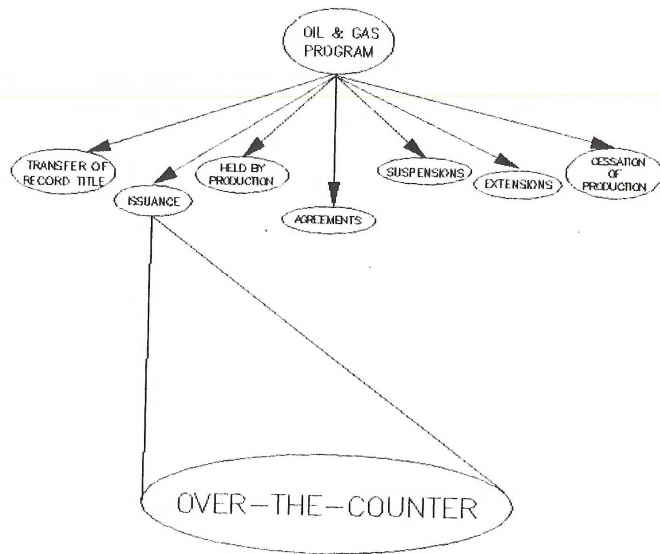 OIL & GAS
PROGRAM
TRANSFER OF
RECORD TITLE
ISSUANCE
HELD BY
PRODUCTION
AGREEMENTS
SUSPENSIONS
EXTENSIONS
CESSATION
OF
PRODUCTION
OVER-THE-COUNTER